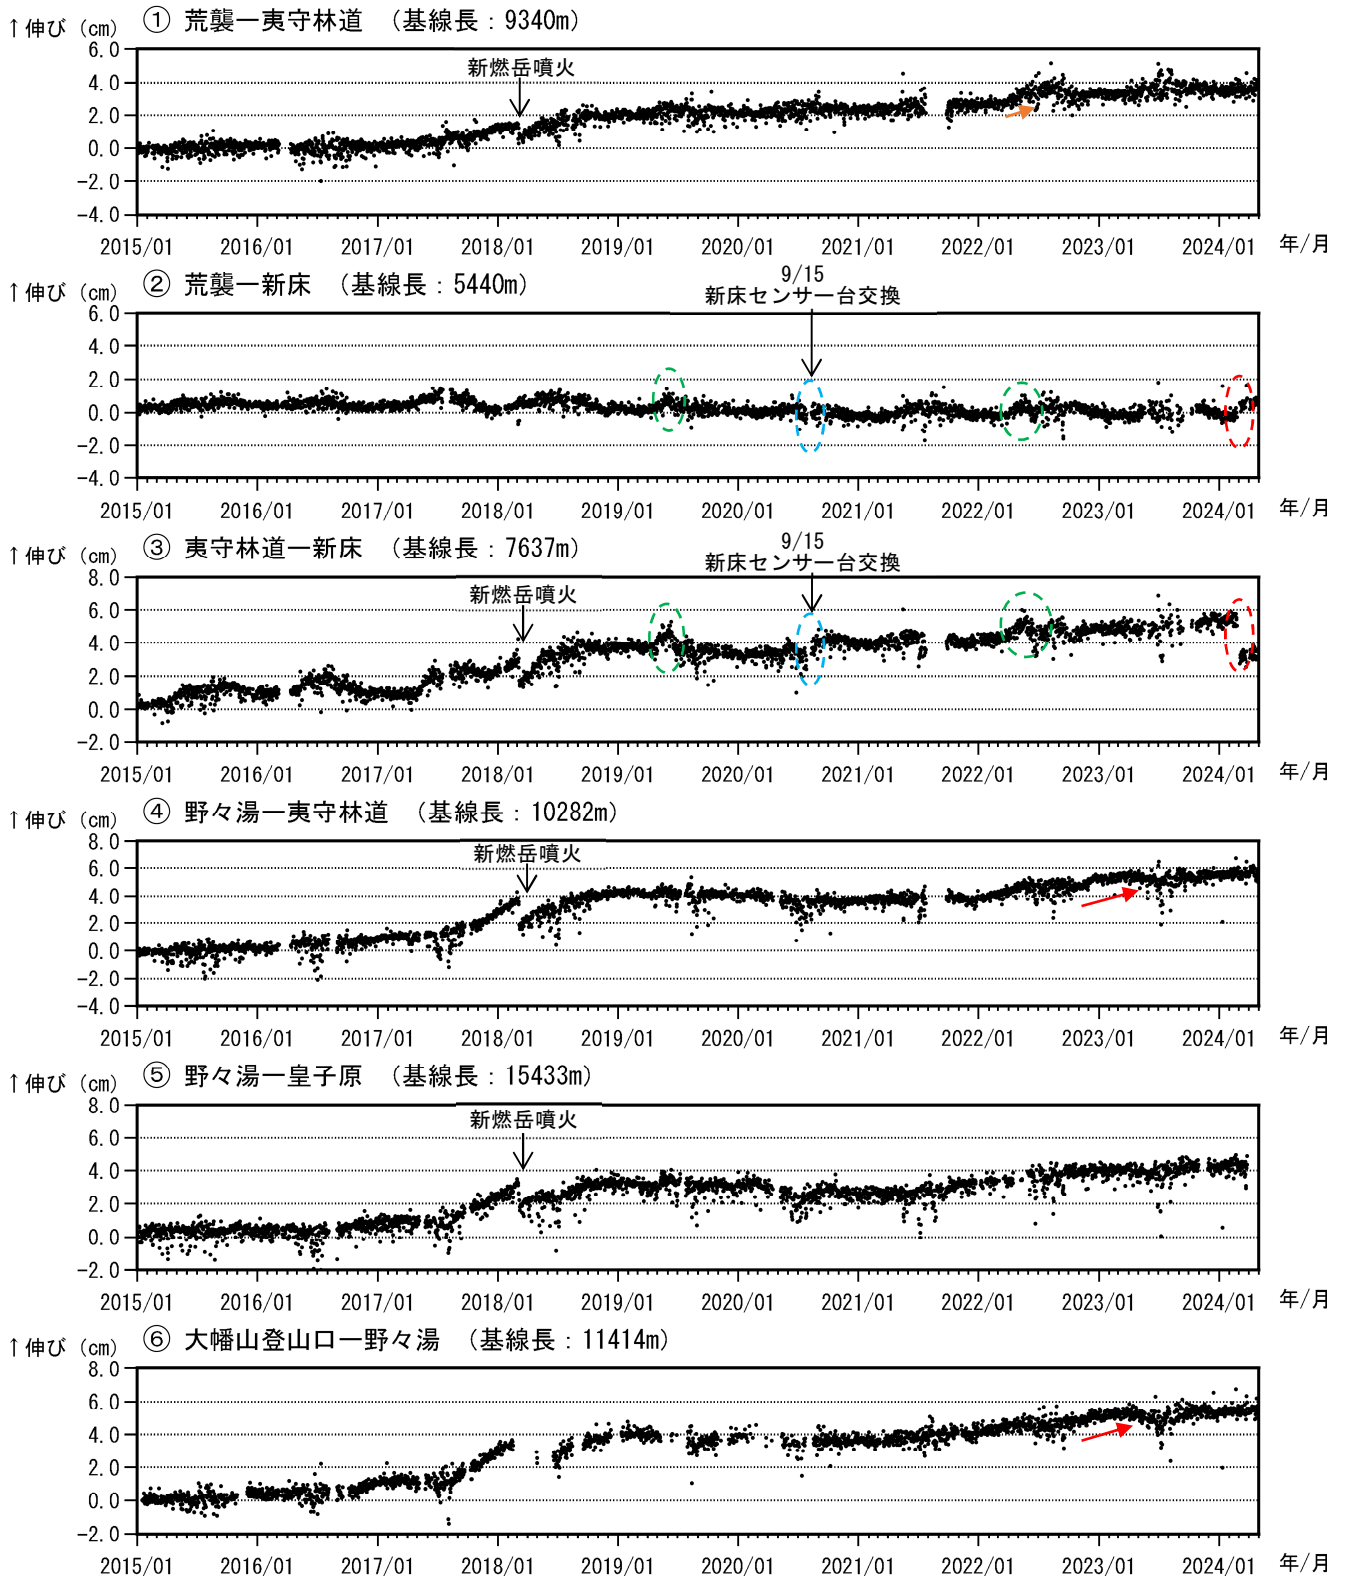 ↑伸び（cm） ① 荒襲ー夷守林道 （基線長：9340m）
新燃岳噴火
6.0
4.0
2.0
0.0
-2.0
-4.0
2015/01 2016/01 2017/01 2018/01 2019/01 2020/01 2021/01 2022/01 2023/01 2024/01 年/月
↑伸び（cm） ② 荒襲ー新床 （基線長：5440m）
9/15
新床センサー台交換
6.0
4.0
2.0
0.0
-2.0
-4.0
2015/01 2016/01 2017/01 2018/01 2019/01 2020/01 2021/01 2022/01 2023/01 2024/01 年/月
↑伸び（cm） ③ 夷守林道ー新床 （基線長：7637m）
9/15
新床センサー台交換
新燃岳噴火
8.0
6.0
4.0
2.0
0.0
-2.0
2015/01 2016/01 2017/01 2018/01 2019/01 2020/01 2021/01 2022/01 2023/01 2024/01 年/月
↑伸び（cm） ④ 野々湯ー夷守林道 （基線長：10282m）
新燃岳噴火
8.0
6.0
4.0
2.0
0.0
-2.0
-4.0
2015/01 2016/01 2017/01 2018/01 2019/01 2020/01 2021/01 2022/01 2023/01 2024/01 年/月
↑伸び（cm） ⑤ 野々湯ー皇子原 （基線長：15433m）
新燃岳噴火
8.0
6.0
4.0
2.0
0.0
-2.0
2015/01 2016/01 2017/01 2018/01 2019/01 2020/01 2021/01 2022/01 2023/01 2024/01 年/月
↑伸び（cm） ⑥ 大幡山登山口ー野々湯 （基線長：11414m）
8.0
6.0
4.0
2.0
0.0
-2.0
2015/01 2016/01 2017/01 2018/01 2019/01 2020/01 2021/01 2022/01 2023/01 2024/01 年/月